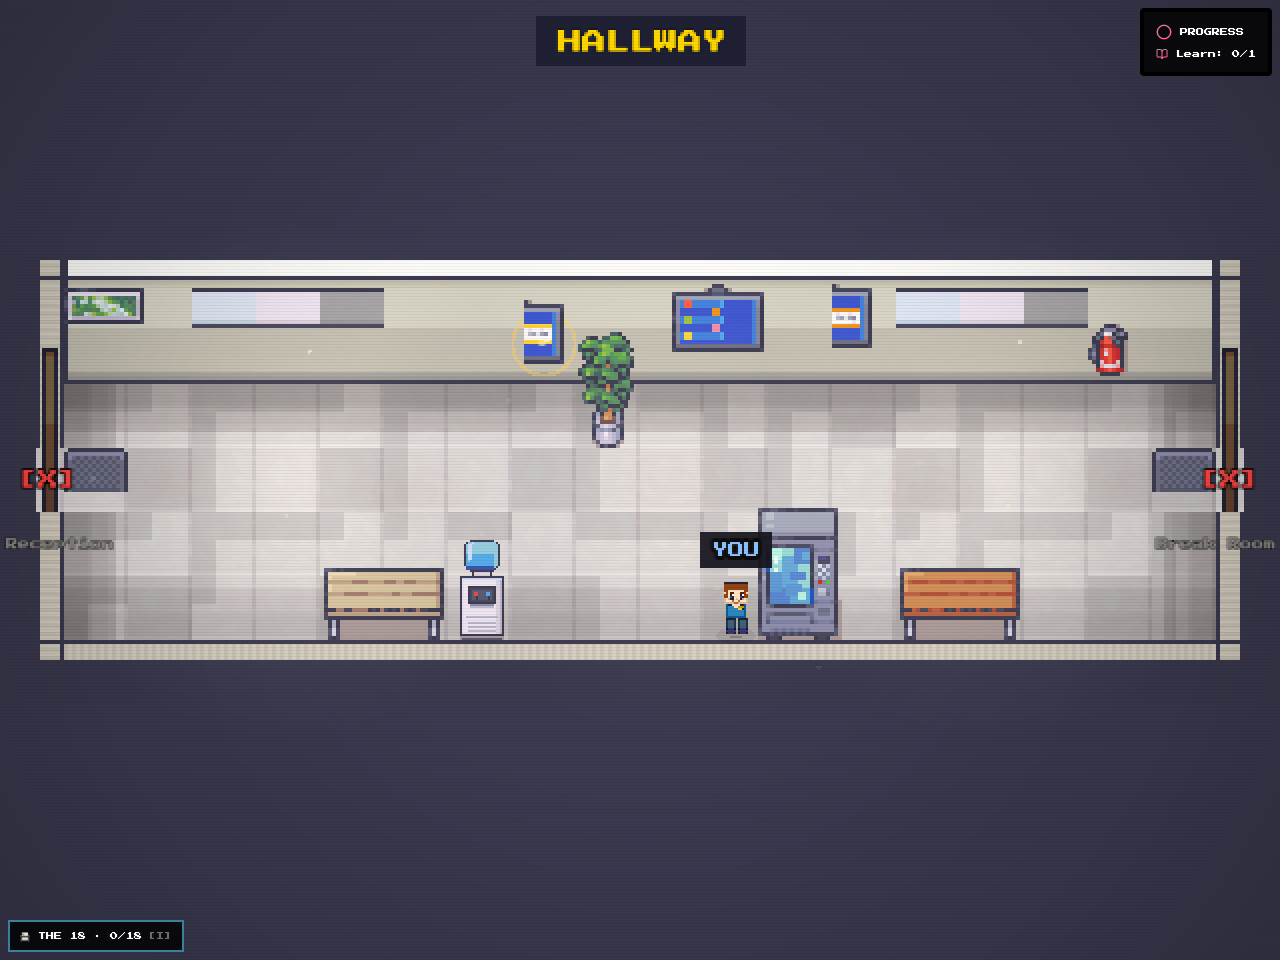 HALLWAY
PROGRESS
Learn: 0/1
[X]
[X]
Reception
Break Room
YOU
THE 18 · 0/18 [I]